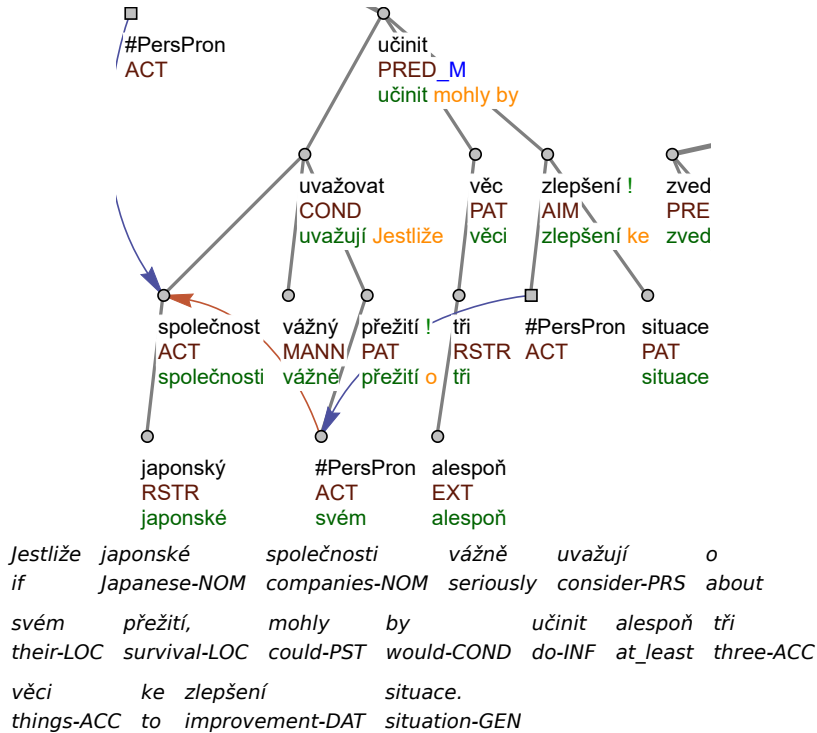 #PersPron učinit
ACT PRED_M
učinit mohly by
uvažovat věc zlepšení ! zved
COND PAT AIM PRE
uvažují Jestliže věci zlepšení ke zved
společnost vážný přežití ! tři #PersPron situace
ACT MANN PAT RSTR ACT PAT
společnosti vážně přežití o tři situace
japonský #PersPron alespoň
RSTR ACT EXT
japonské svém alespoň
Jestliže japonské společnosti vážně uvažují o
if Japanese-NOM companies-NOM seriously consider-PRS about
svém přežití, mohly by učinit alespoň tři
their-LOC survival-LOC could-PST would-COND do-INF at_least three-ACC
věci ke zlepšení situace.
things-ACC to improvement-DAT situation-GEN